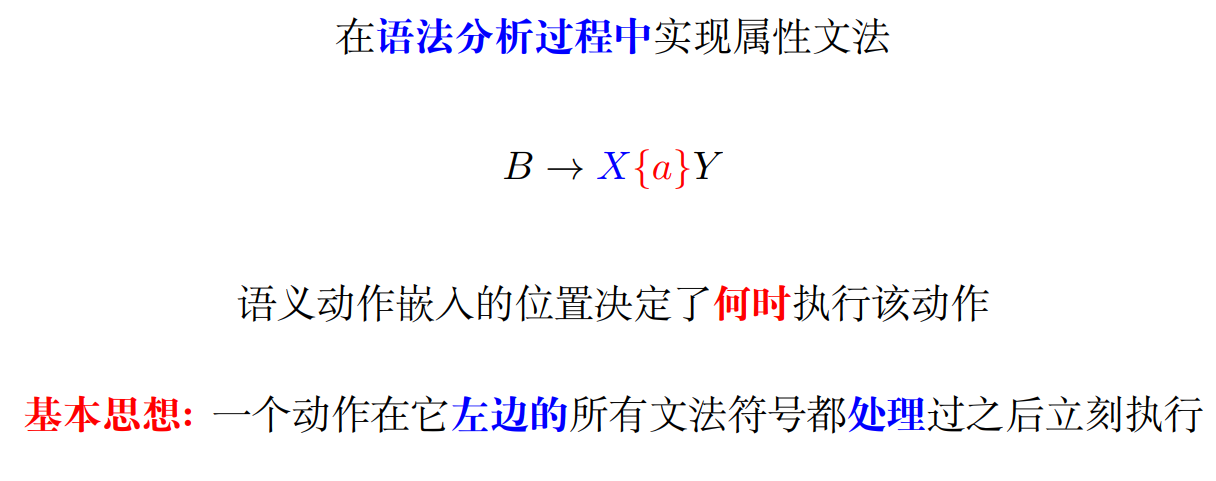 在语法分析过程中实现属性文法
B → X{a}Y
语义动作嵌入的位置决定了何时执行该动作
基本思想: 一个动作在它左边的所有文法符号都处理过之后立刻执行